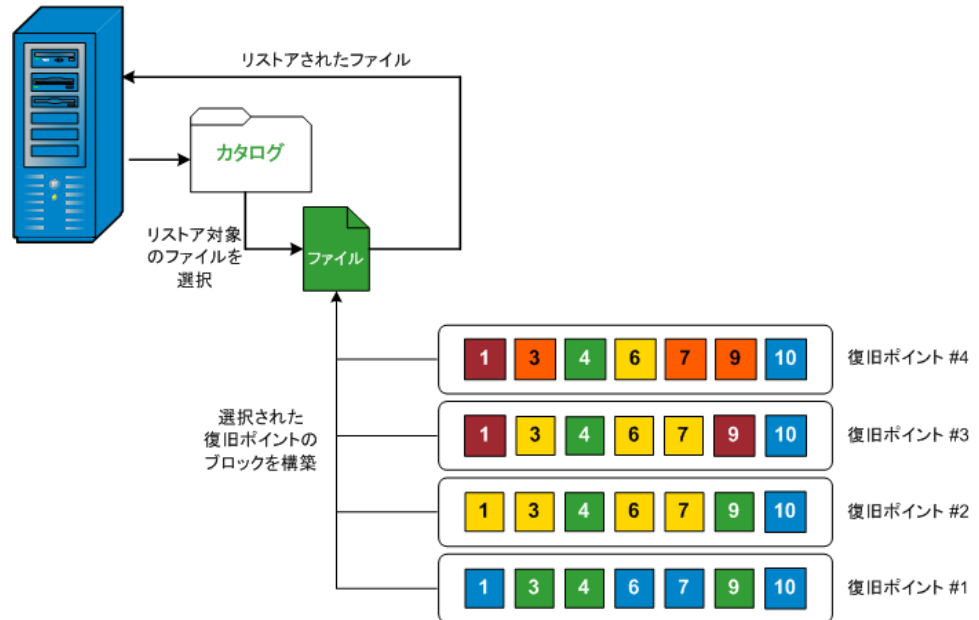 リストアされたファイル
カタログ
リストア対象
のファイルを
選択
ファイル
1 3 4 6 7 9 10 復旧ポイント #4
選択された
復旧ポイントの
ブロックを構築
1 3 4 6 7 9 10 復旧ポイント #3
1 3 4 6 7 9 10 復旧ポイント #2
1 3 4 6 7 9 10 復旧ポイント #1